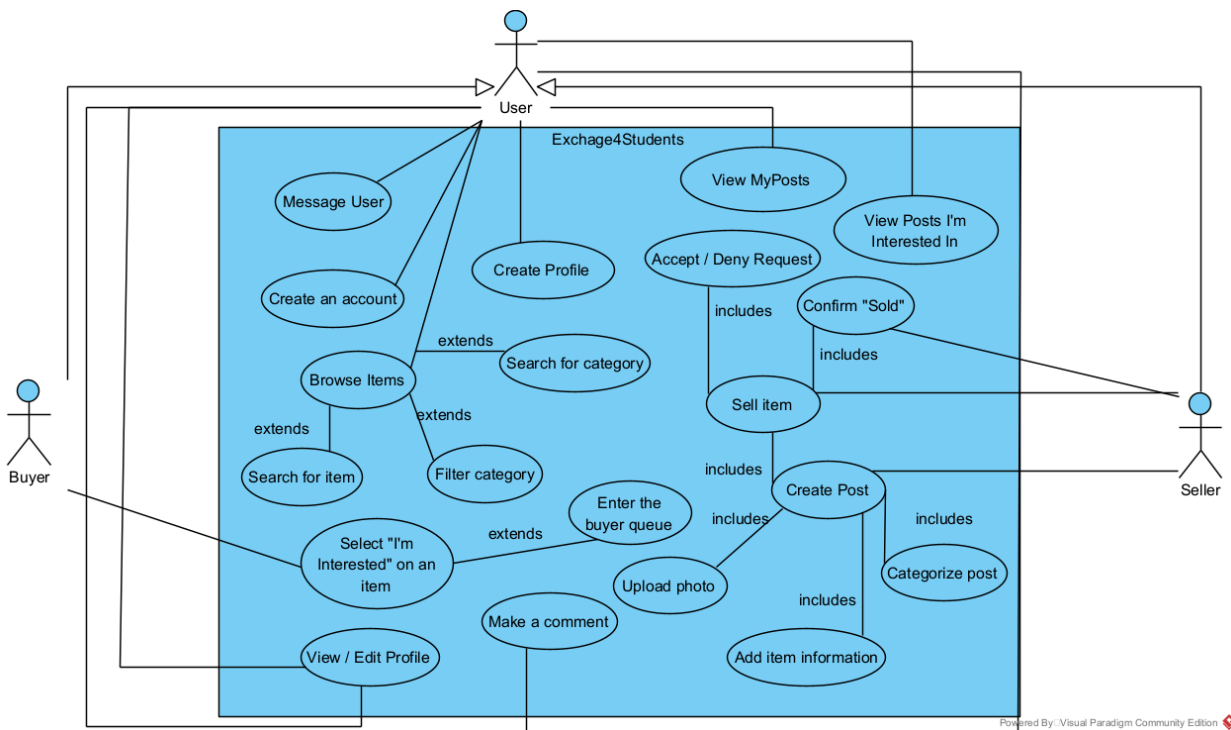 User
Exchage4Students
View MyPosts
Message User
View Posts I'm
Interested In
Accept / Deny Request
Create Profile
Create an account
Confirm "Sold"
includes
extends
includes
Search for category
Browse Items
Sell item
extends
extends
Buyer
Search for item
Filter category
includes
Create Post
Seller
Enter the
buyer queue
includes
includes
extends
Select "I'm
Interested" on an
item
Upload photo
Categorize post
includes
Make a comment
View / Edit Profile
Add item information
Powered By Visual Paradigm Community Edition